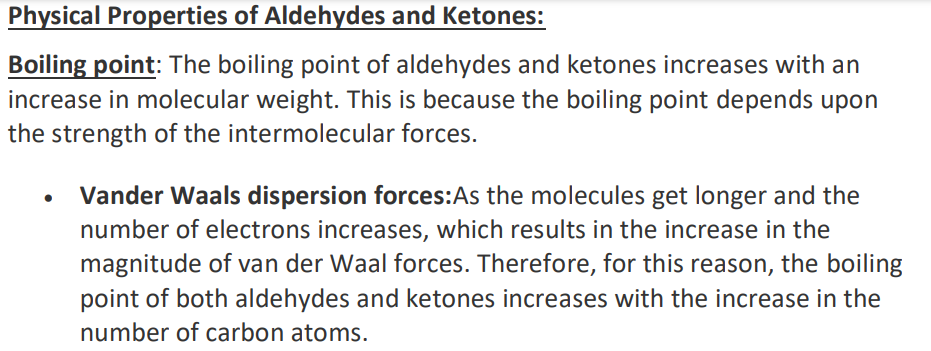 Physical Properties of Aldehydes and Ketones:
Boiling point: The boiling point of aldehydes and ketones increases with an
increase in molecular weight. This is because the boiling point depends upon
the strength of the intermolecular forces.
• Vander Waals dispersion forces:As the molecules get longer and the
number of electrons increases, which results in the increase in the
magnitude of van der Waal forces. Therefore, for this reason, the boiling
point of both aldehydes and ketones increases with the increase in the
number of carbon atoms.